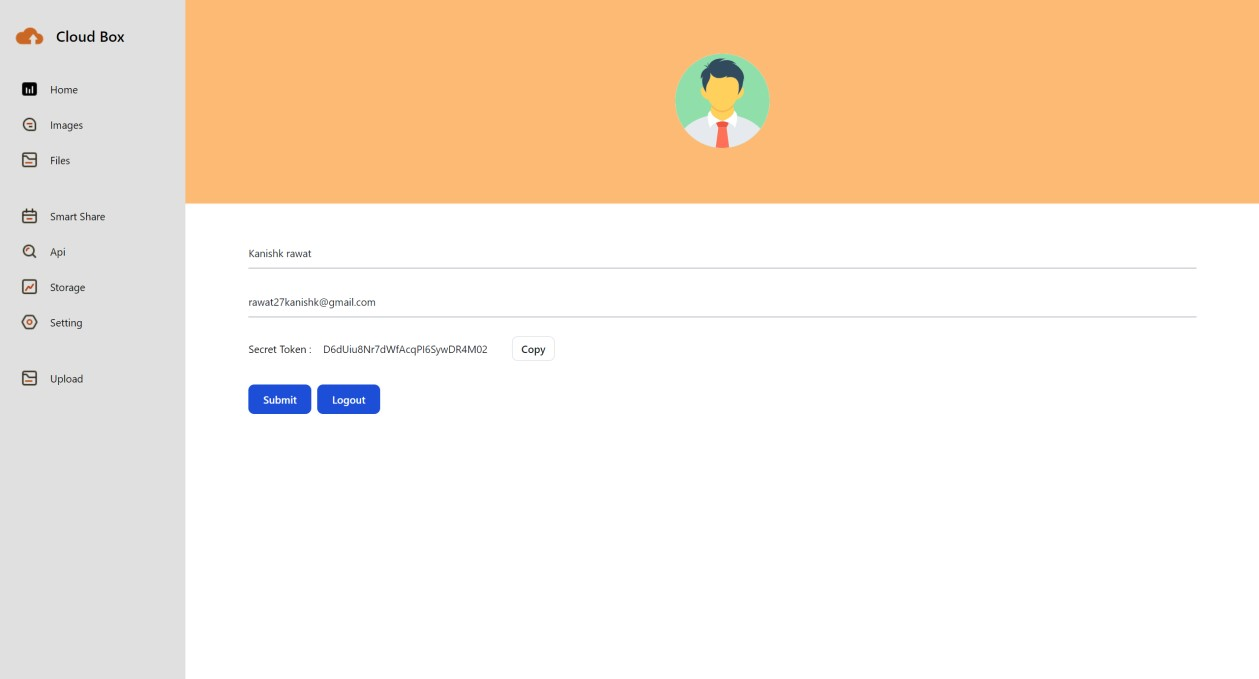 Cloud Box
Home
Images
Files
Smart Share
Api
Storage
Setting
Upload
Kanishk rawat
rawat27kanishk@gmail.com
Secret Token : D6dUiu8Nr7dWfAcqPI6SywDR4M02 Copy
Submit Logout